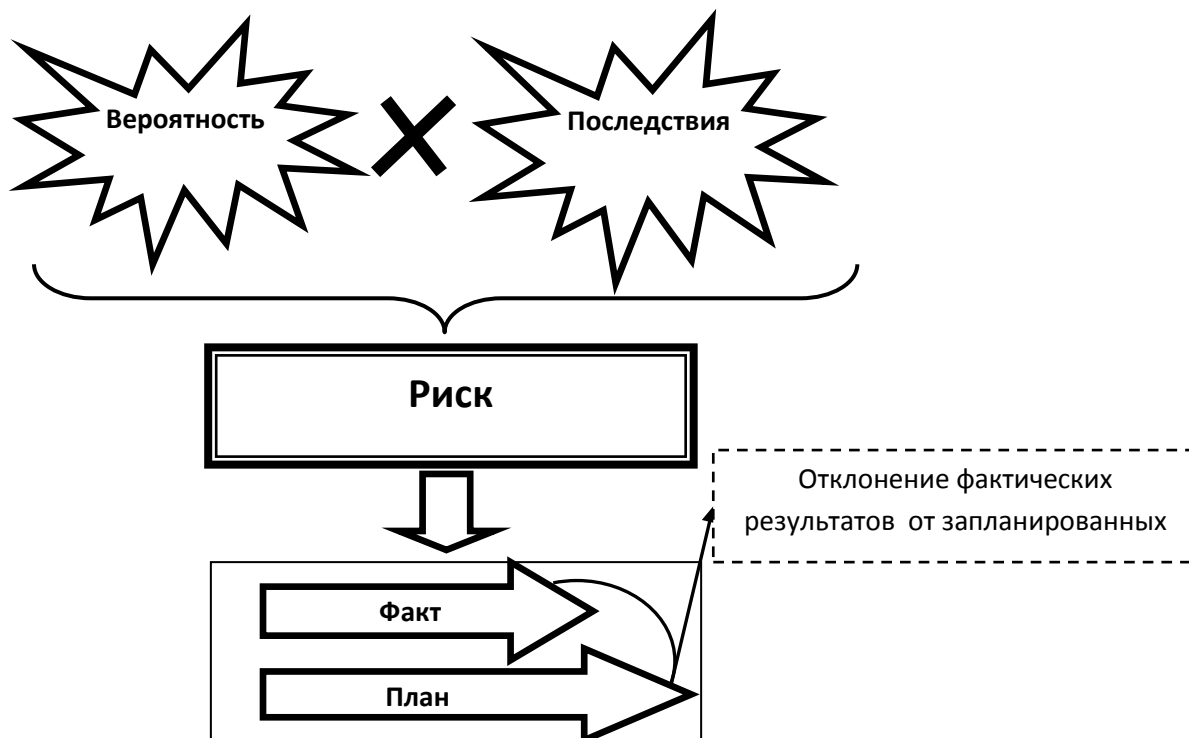 Вероятность
Последствия
Риск
Отклонение фактических
результатов от запланированных
Факт
План